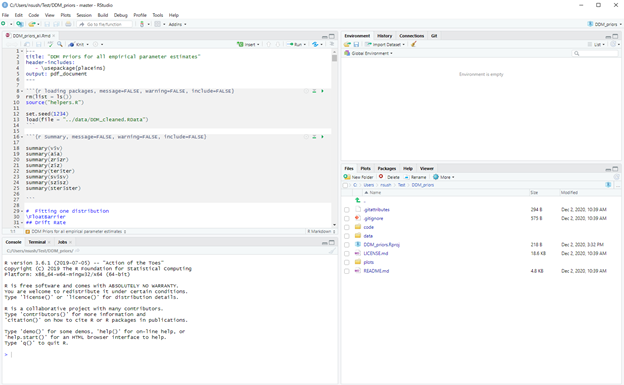 C:/Users/nsush/Test/DDM_priors - master - RStudio
File Edit Code View Plots Session Build Debug Profile Tools Help
Go to file/function
Addins
DDM_priors
DDM_priors_all.Rmd
Knit
Insert
Run
1 ---
2 title: "DDM Priors for all empirical parameter estimates"
3 header-includes:
4 - \usepackage{placeins}
5 output: pdf_document
6 ---
7
8 ```{r loading packages, message=FALSE, warning=FALSE, include=FALSE}
9 rm(list = ls())
10 source("helpers.R")
11
12 set.seed(1234)
13 load(file = "../data/DDM_cleaned.RData")
14
15
16 ```{r Summary, message=FALSE, warning=FALSE, include=FALSE}
17
18 summary(v$v)
19 summary(a$a)
20 summary(zr$zr)
21 summary(z$z)
22 summary(ter$ter)
23 summary(sv$sv)
24 summary(sz$sz)
25 summary(ster$ster)
26
27 ```
28
29 # Fitting one distribution
30 \FloatBarrier
31 ## Drift Rate
1:1 DDM Priors for all empirical parameter estimates
R Markdown
Console Terminal Jobs
C:/Users/nsush/Test/DDM_priors/
R version 3.6.1 (2019-07-05) -- "Action of the Toes"
Copyright (C) 2019 The R Foundation for Statistical Computing
Platform: x86_64-w64-mingw32/x64 (64-bit)
R is free software and comes with ABSOLUTELY NO WARRANTY.
You are welcome to redistribute it under certain conditions.
Type 'license()' or 'licence()' for distribution details.
R is a collaborative project with many contributors.
Type 'contributors()' for more information and
'citation()' on how to cite R or R packages in publications.
Type 'demo()' for some demos, 'help()' for on-line help, or
'help.start()' for an HTML browser interface to help.
Type 'q()' to quit R.
>
Environment History Connections Git
Import Dataset
List
Global Environment
Environment is empty
Files Plots Packages Help Viewer
New Folder Delete Rename More
C: Users nsush Test DDM_priors
Name Size Modified
..
.gitattributes 294 B Dec 2, 2020, 10:39 AM
.gitignore 575 B Dec 2, 2020, 10:39 AM
code
data
DDM_priors.Rproj 218 B Dec 2, 2020, 3:32 PM
LICENSE.md 18.6 KB Dec 2, 2020, 10:39 AM
plots
README.md 4.8 KB Dec 2, 2020, 10:39 AM